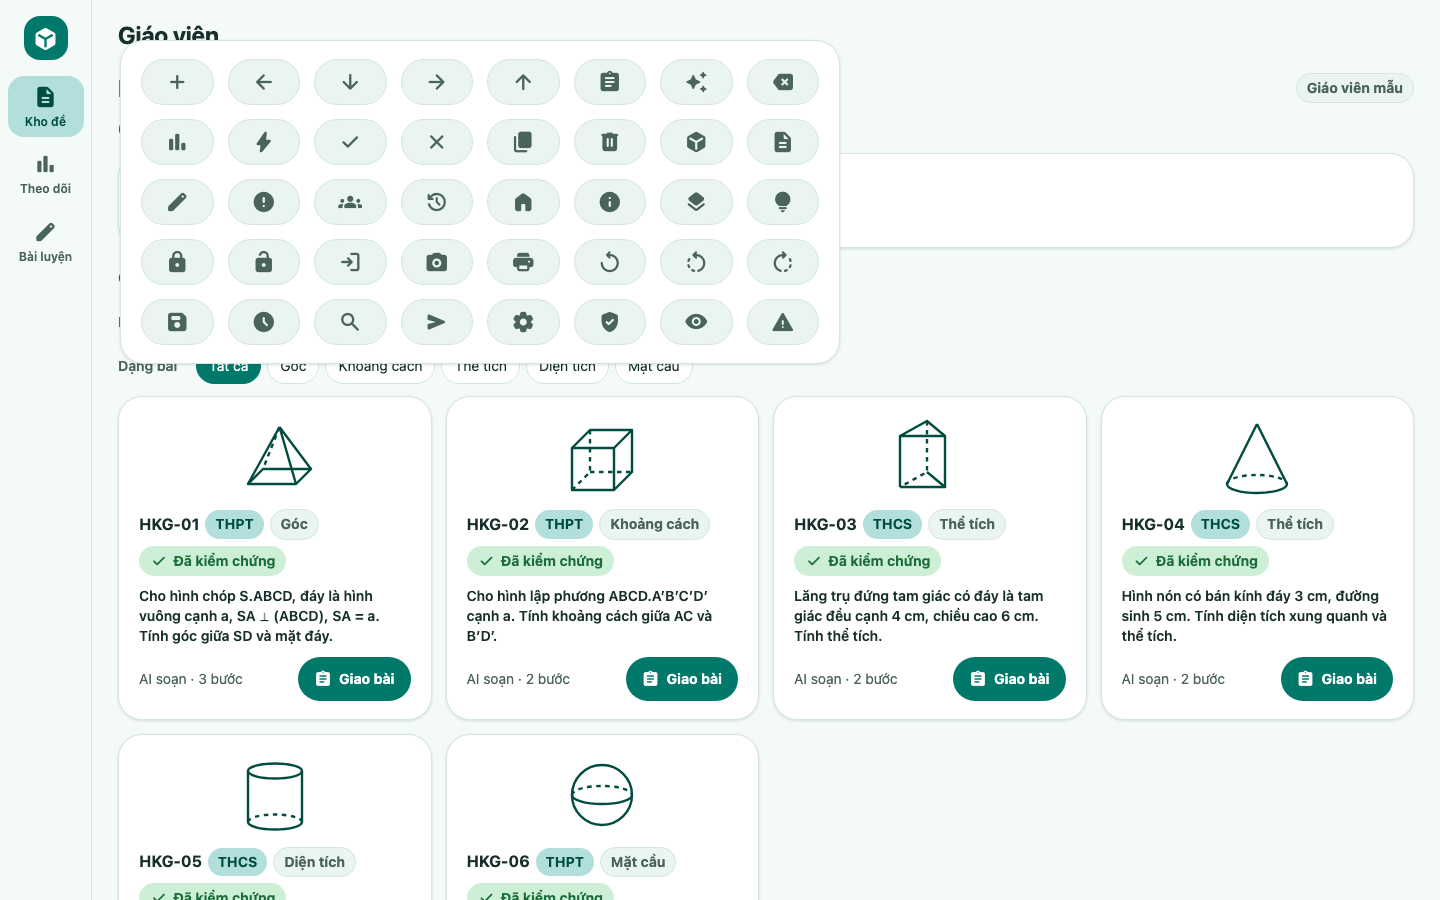 Giáo viên
Giáo viên mẫu
Kho đề
Theo dõi
Bài luyện
Dạng bài
Tất cả
Góc
Khoảng cách
Thể tích
Diện tích
Mặt cầu
HKG-01 THPT Góc
Đã kiểm chứng
Cho hình chóp S.ABCD, đáy là hình
vuông cạnh a, SA ⊥ (ABCD), SA = a.
Tính góc giữa SD và mặt đáy.
AI soạn · 3 bước
Giao bài
HKG-02 THPT Khoảng cách
Đã kiểm chứng
Cho hình lập phương ABCD.A’B’C’D’
cạnh a. Tính khoảng cách giữa AC và
B’D’.
AI soạn · 2 bước
Giao bài
HKG-03 THCS Thể tích
Đã kiểm chứng
Lăng trụ đứng tam giác có đáy là tam
giác đều cạnh 4 cm, chiều cao 6 cm.
Tính thể tích.
AI soạn · 2 bước
Giao bài
HKG-04 THCS Thể tích
Đã kiểm chứng
Hình nón có bán kính đáy 3 cm, đường
sinh 5 cm. Tính diện tích xung quanh và
thể tích.
AI soạn · 2 bước
Giao bài
HKG-05 THCS Diện tích
Đã kiểm chứng
HKG-06 THPT Mặt cầu
Đã kiểm chứng